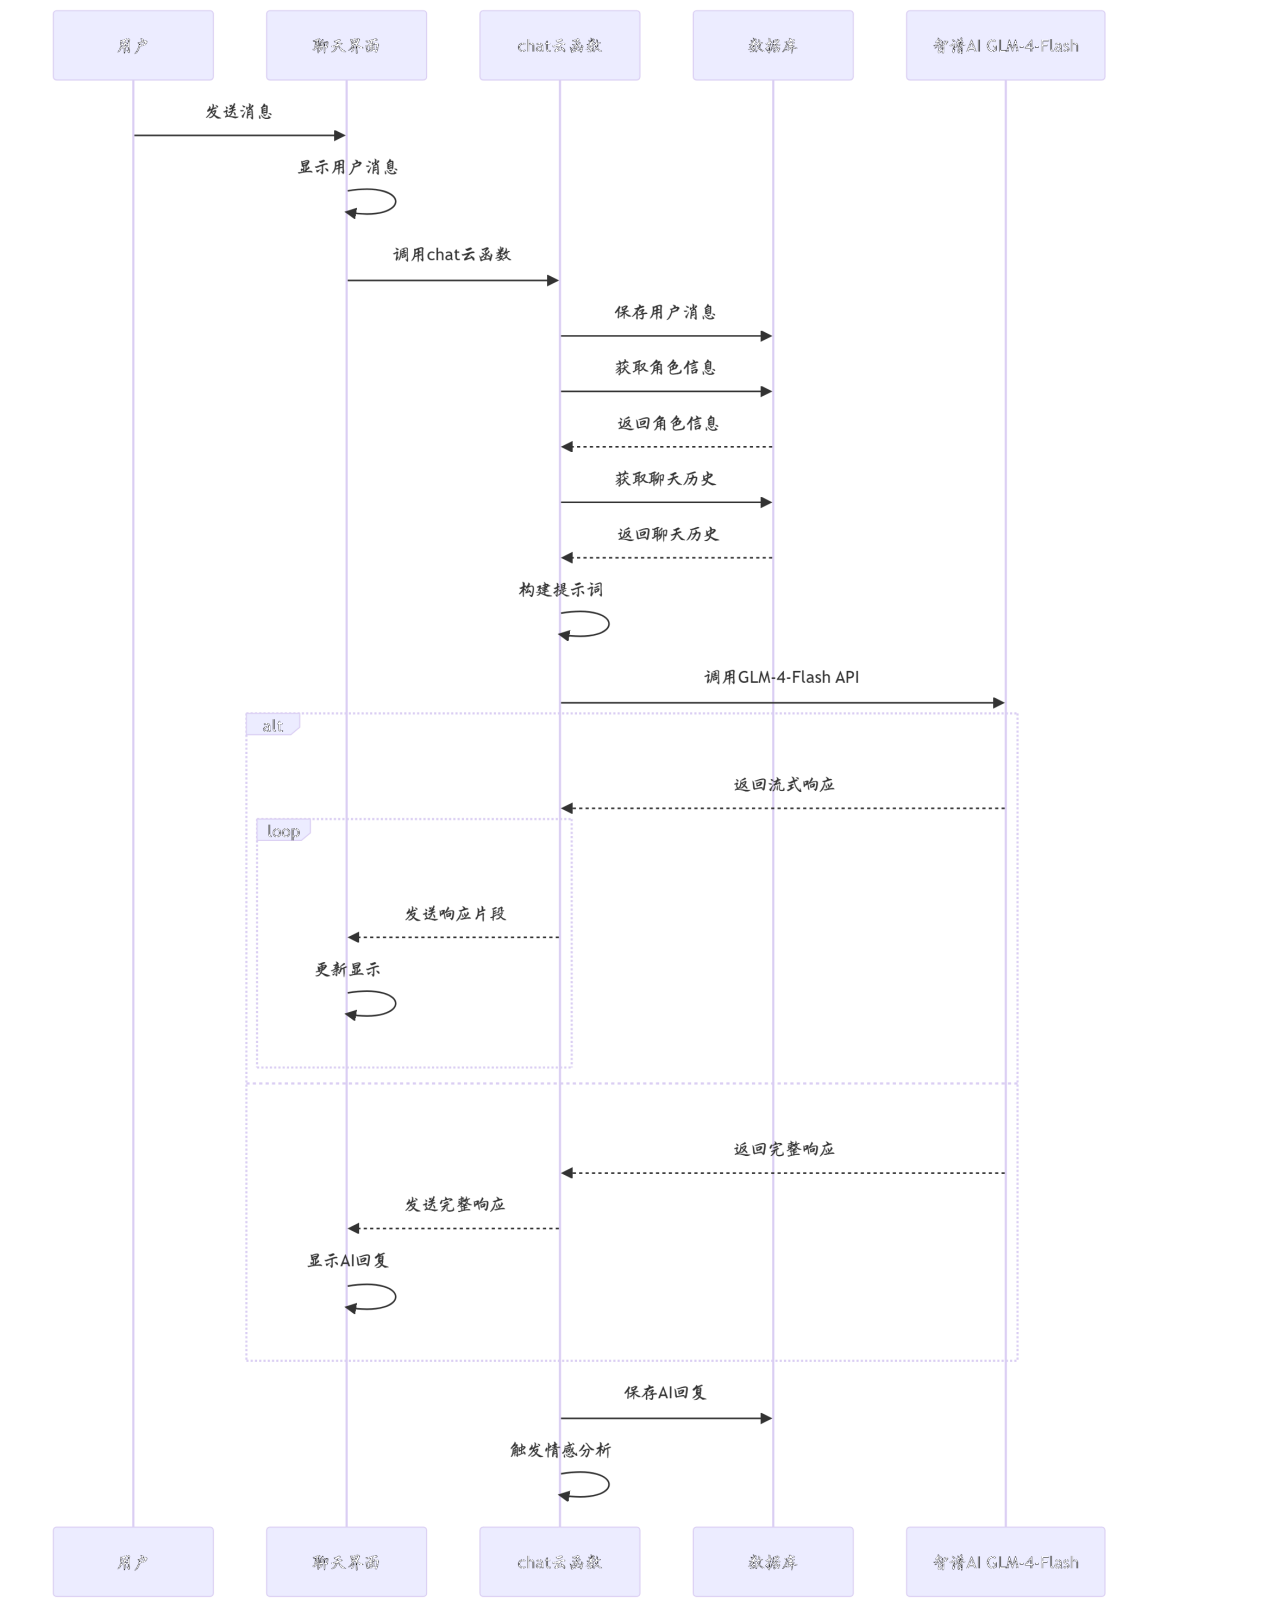 用户
聊天界面
chat云函数
数据库
智谱AI GLM-4-Flash
发送消息
显示用户消息
调用chat云函数
保存用户消息
获取角色信息
返回角色信息
获取聊天历史
返回聊天历史
构建提示词
调用GLM-4-Flash API
alt
返回流式响应
loop
发送响应片段
更新显示
返回完整响应
发送完整响应
显示AI回复
保存AI回复
触发情感分析
用户
聊天界面
chat云函数
数据库
智谱AI GLM-4-Flash